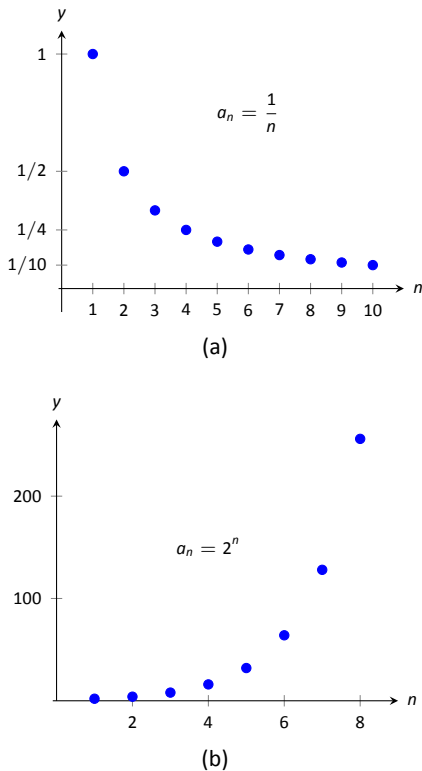 y
1
a_n = 1/n
1/2
1/4
1/10
n
1 2 3 4 5 6 7 8 9 10
(a)
y
200
a_n = 2^n
100
n
2 4 6 8
(b)